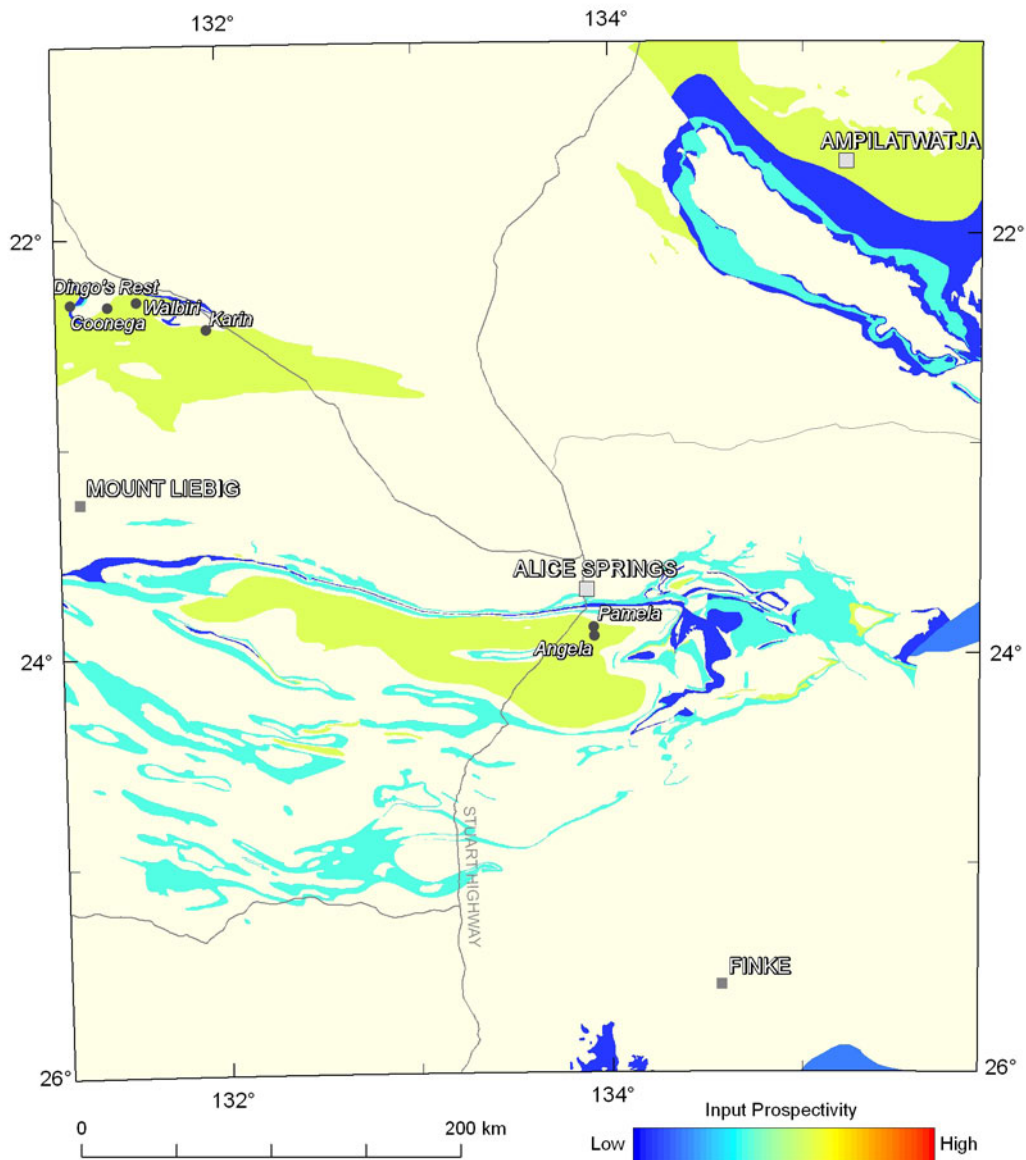 132°
134°
AMPILATWATJA
22°
22°
Dingo's Rest
Walbiri
Coonega
Karin
MOUNT LIEBIG
ALICE SPRINGS
Pamela
Angela
24°
24°
STUART HIGHWAY
FINKE
26°
26°
132°
134°
Input Prospectivity
0
200 km
Low
High